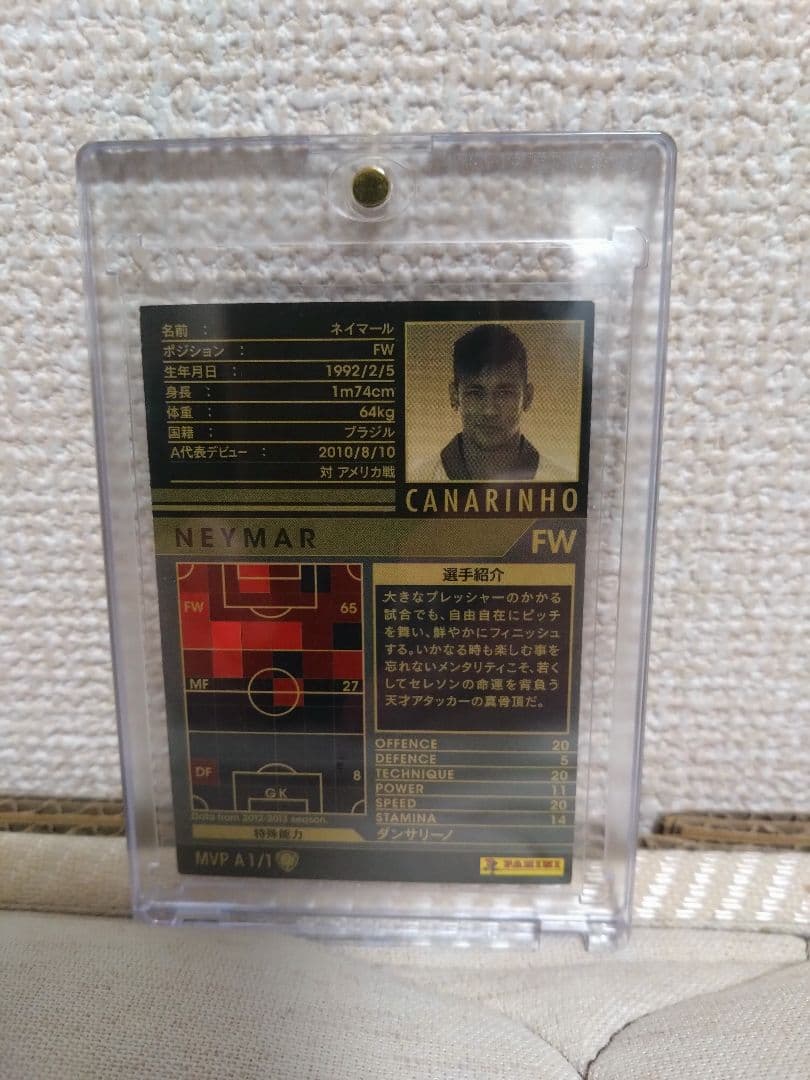 名前 : ネイマール
ポジション : FW
生年月日 : 1992/2/5
身長 : 1m74cm
体重 : 64kg
国籍 : ブラジル
A代表デビュー : 2010/8/10
対 アメリカ戦
CANARINHO
NEYMAR FW
選手紹介
大きなプレッシャーのかかる
試合でも、自由自在にピッチ
を舞い、鮮やかにフィニッシュ
する。いかなる時も楽しむ事を
忘れないメンタリティこそ、若く
してセレソンの命運を背負う
天才アタッカーの真骨頂だ。
FW 65
MF 27
DF 8
GK
Data from 2012-2013 season.
OFFENCE 20
DEFENCE 5
TECHNIQUE 20
POWER 11
SPEED 20
STAMINA 14
特殊能力 ダンサリーノ
MVP A1/1
PANINI